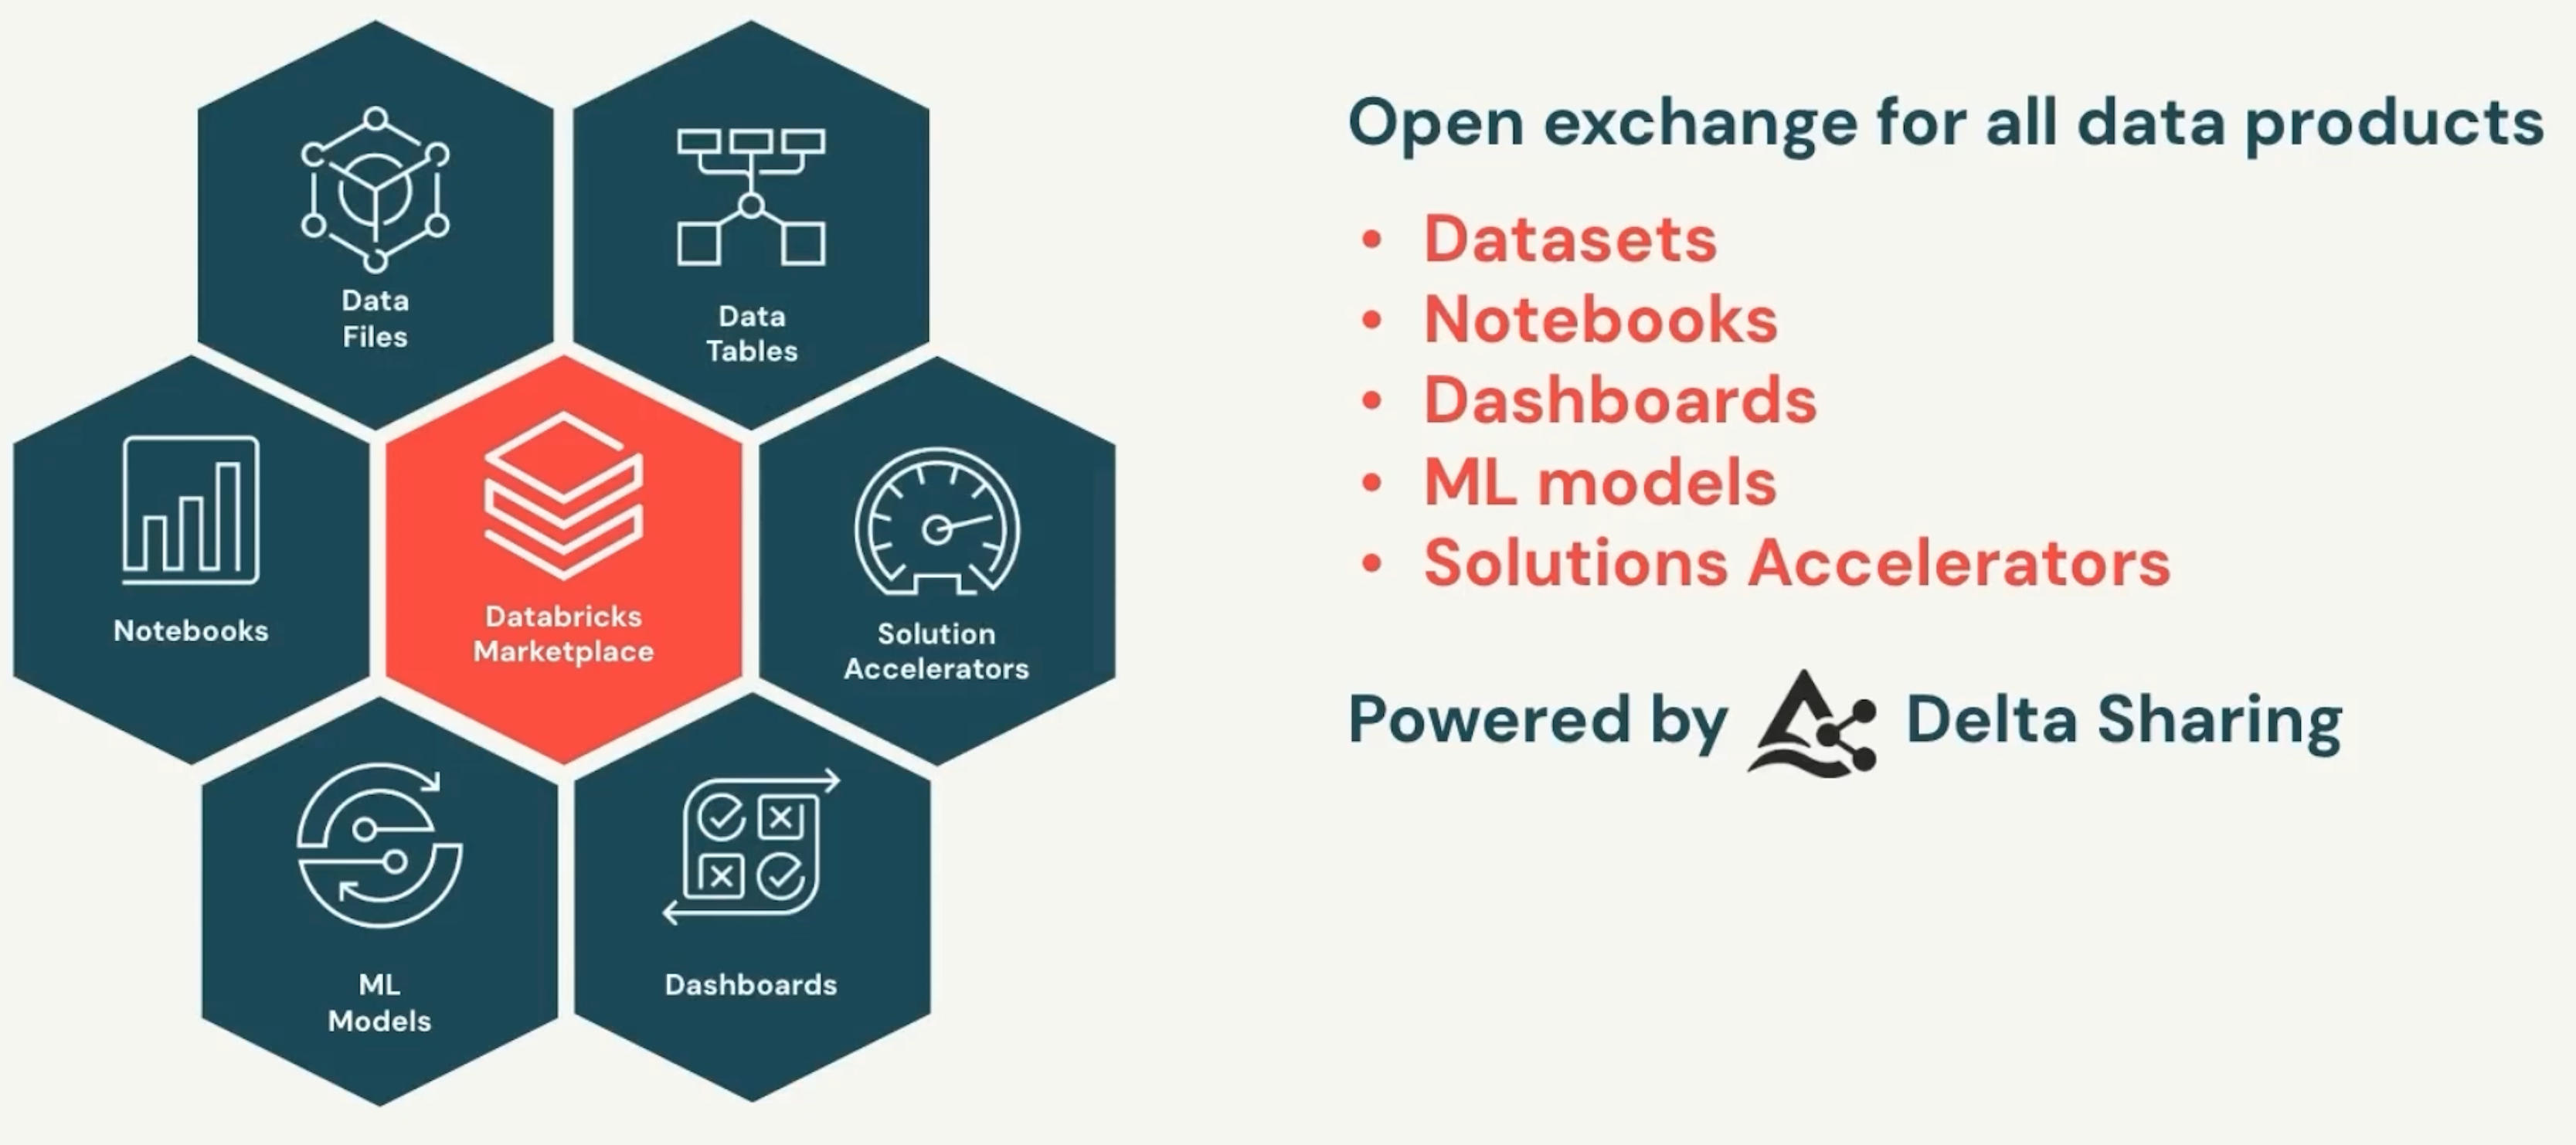 Data
Files
Data
Tables
Notebooks
Databricks
Marketplace
Solution
Accelerators
ML
Models
Dashboards
Open exchange for all data products
• Datasets
• Notebooks
• Dashboards
• ML models
• Solutions Accelerators
Powered by Delta Sharing